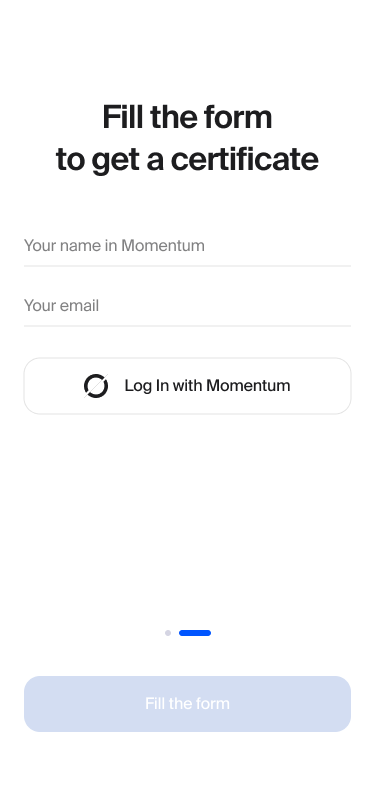 Fill the form
to get a certificate
Your name in Momentum
Your email
Log In with Momentum
Fill the form